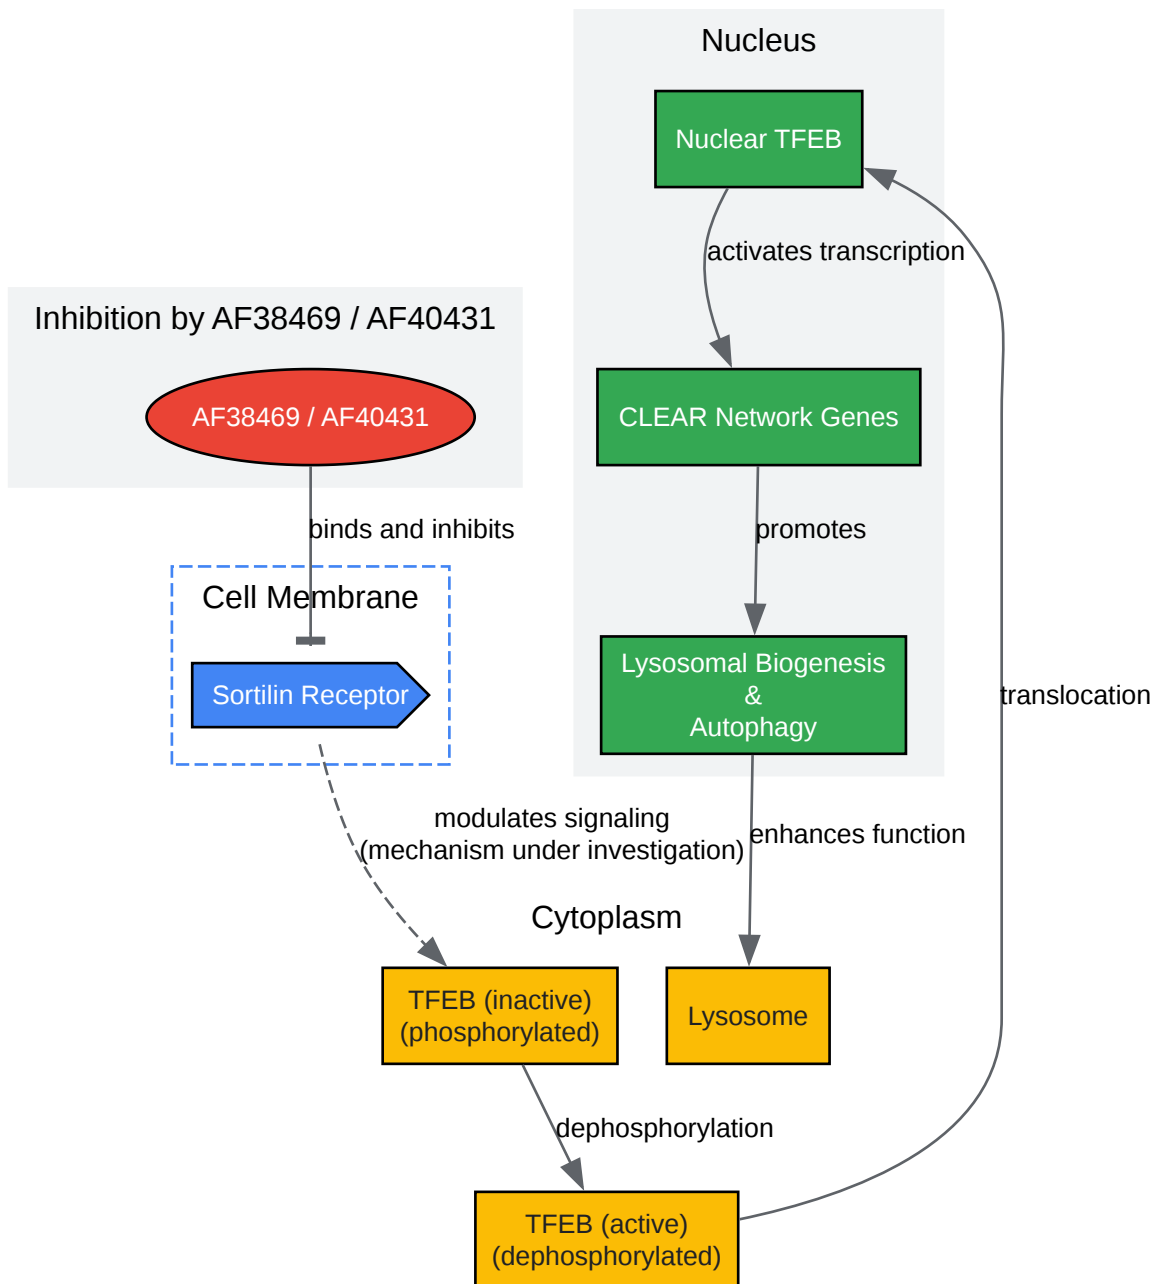 Nucleus
Nuclear TFEB
activates transcription
Inhibition by AF38469 / AF40431
AF38469 / AF40431
CLEAR Network Genes
binds and inhibits
promotes
Cell Membrane
Sortilin Receptor
Lysosomal Biogenesis
&
Autophagy
translocation
modulates signaling
(mechanism under investigation)
enhances function
Cytoplasm
TFEB (inactive)
(phosphorylated)
Lysosome
dephosphorylation
TFEB (active)
(dephosphorylated)